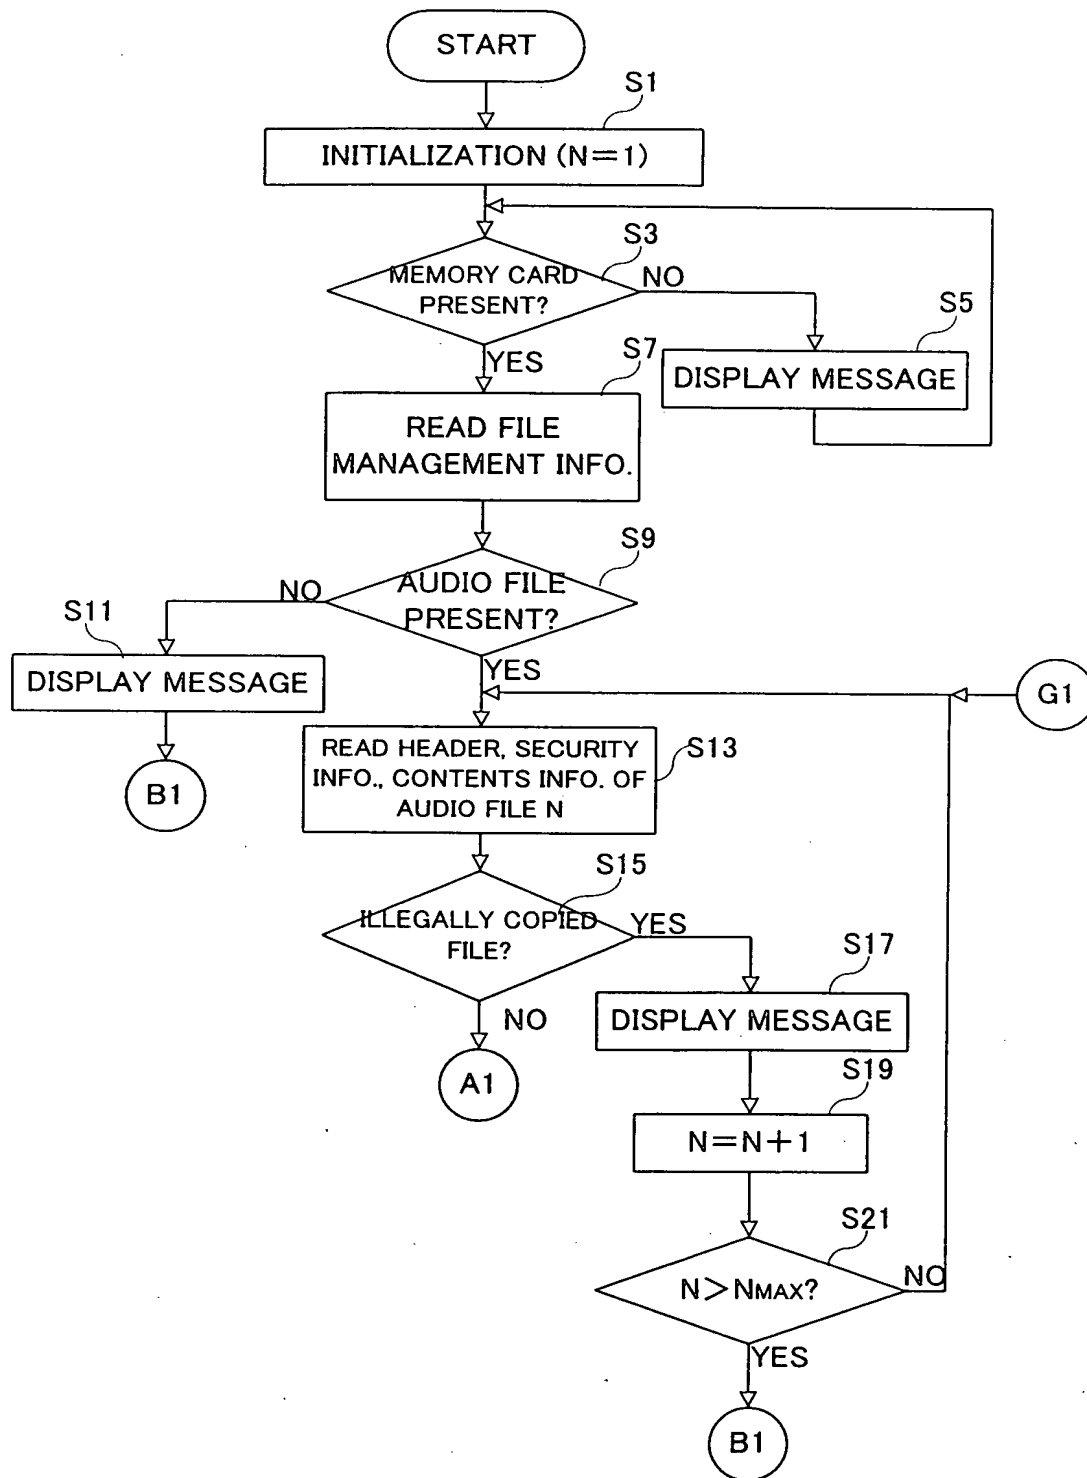 START
S1
INITIALIZATION (N=1)
S3
MEMORY CARD
PRESENT?
NO
YES
S5
DISPLAY MESSAGE
S7
READ FILE
MANAGEMENT INFO.
S9
AUDIO FILE
PRESENT?
NO
YES
S11
DISPLAY MESSAGE
B1
G1
S13
READ HEADER, SECURITY
INFO., CONTENTS INFO. OF
AUDIO FILE N
S15
ILLEGALLY COPIED
FILE?
YES
NO
A1
S17
DISPLAY MESSAGE
S19
N=N+1
S21
N>NMAX?
NO
YES
B1